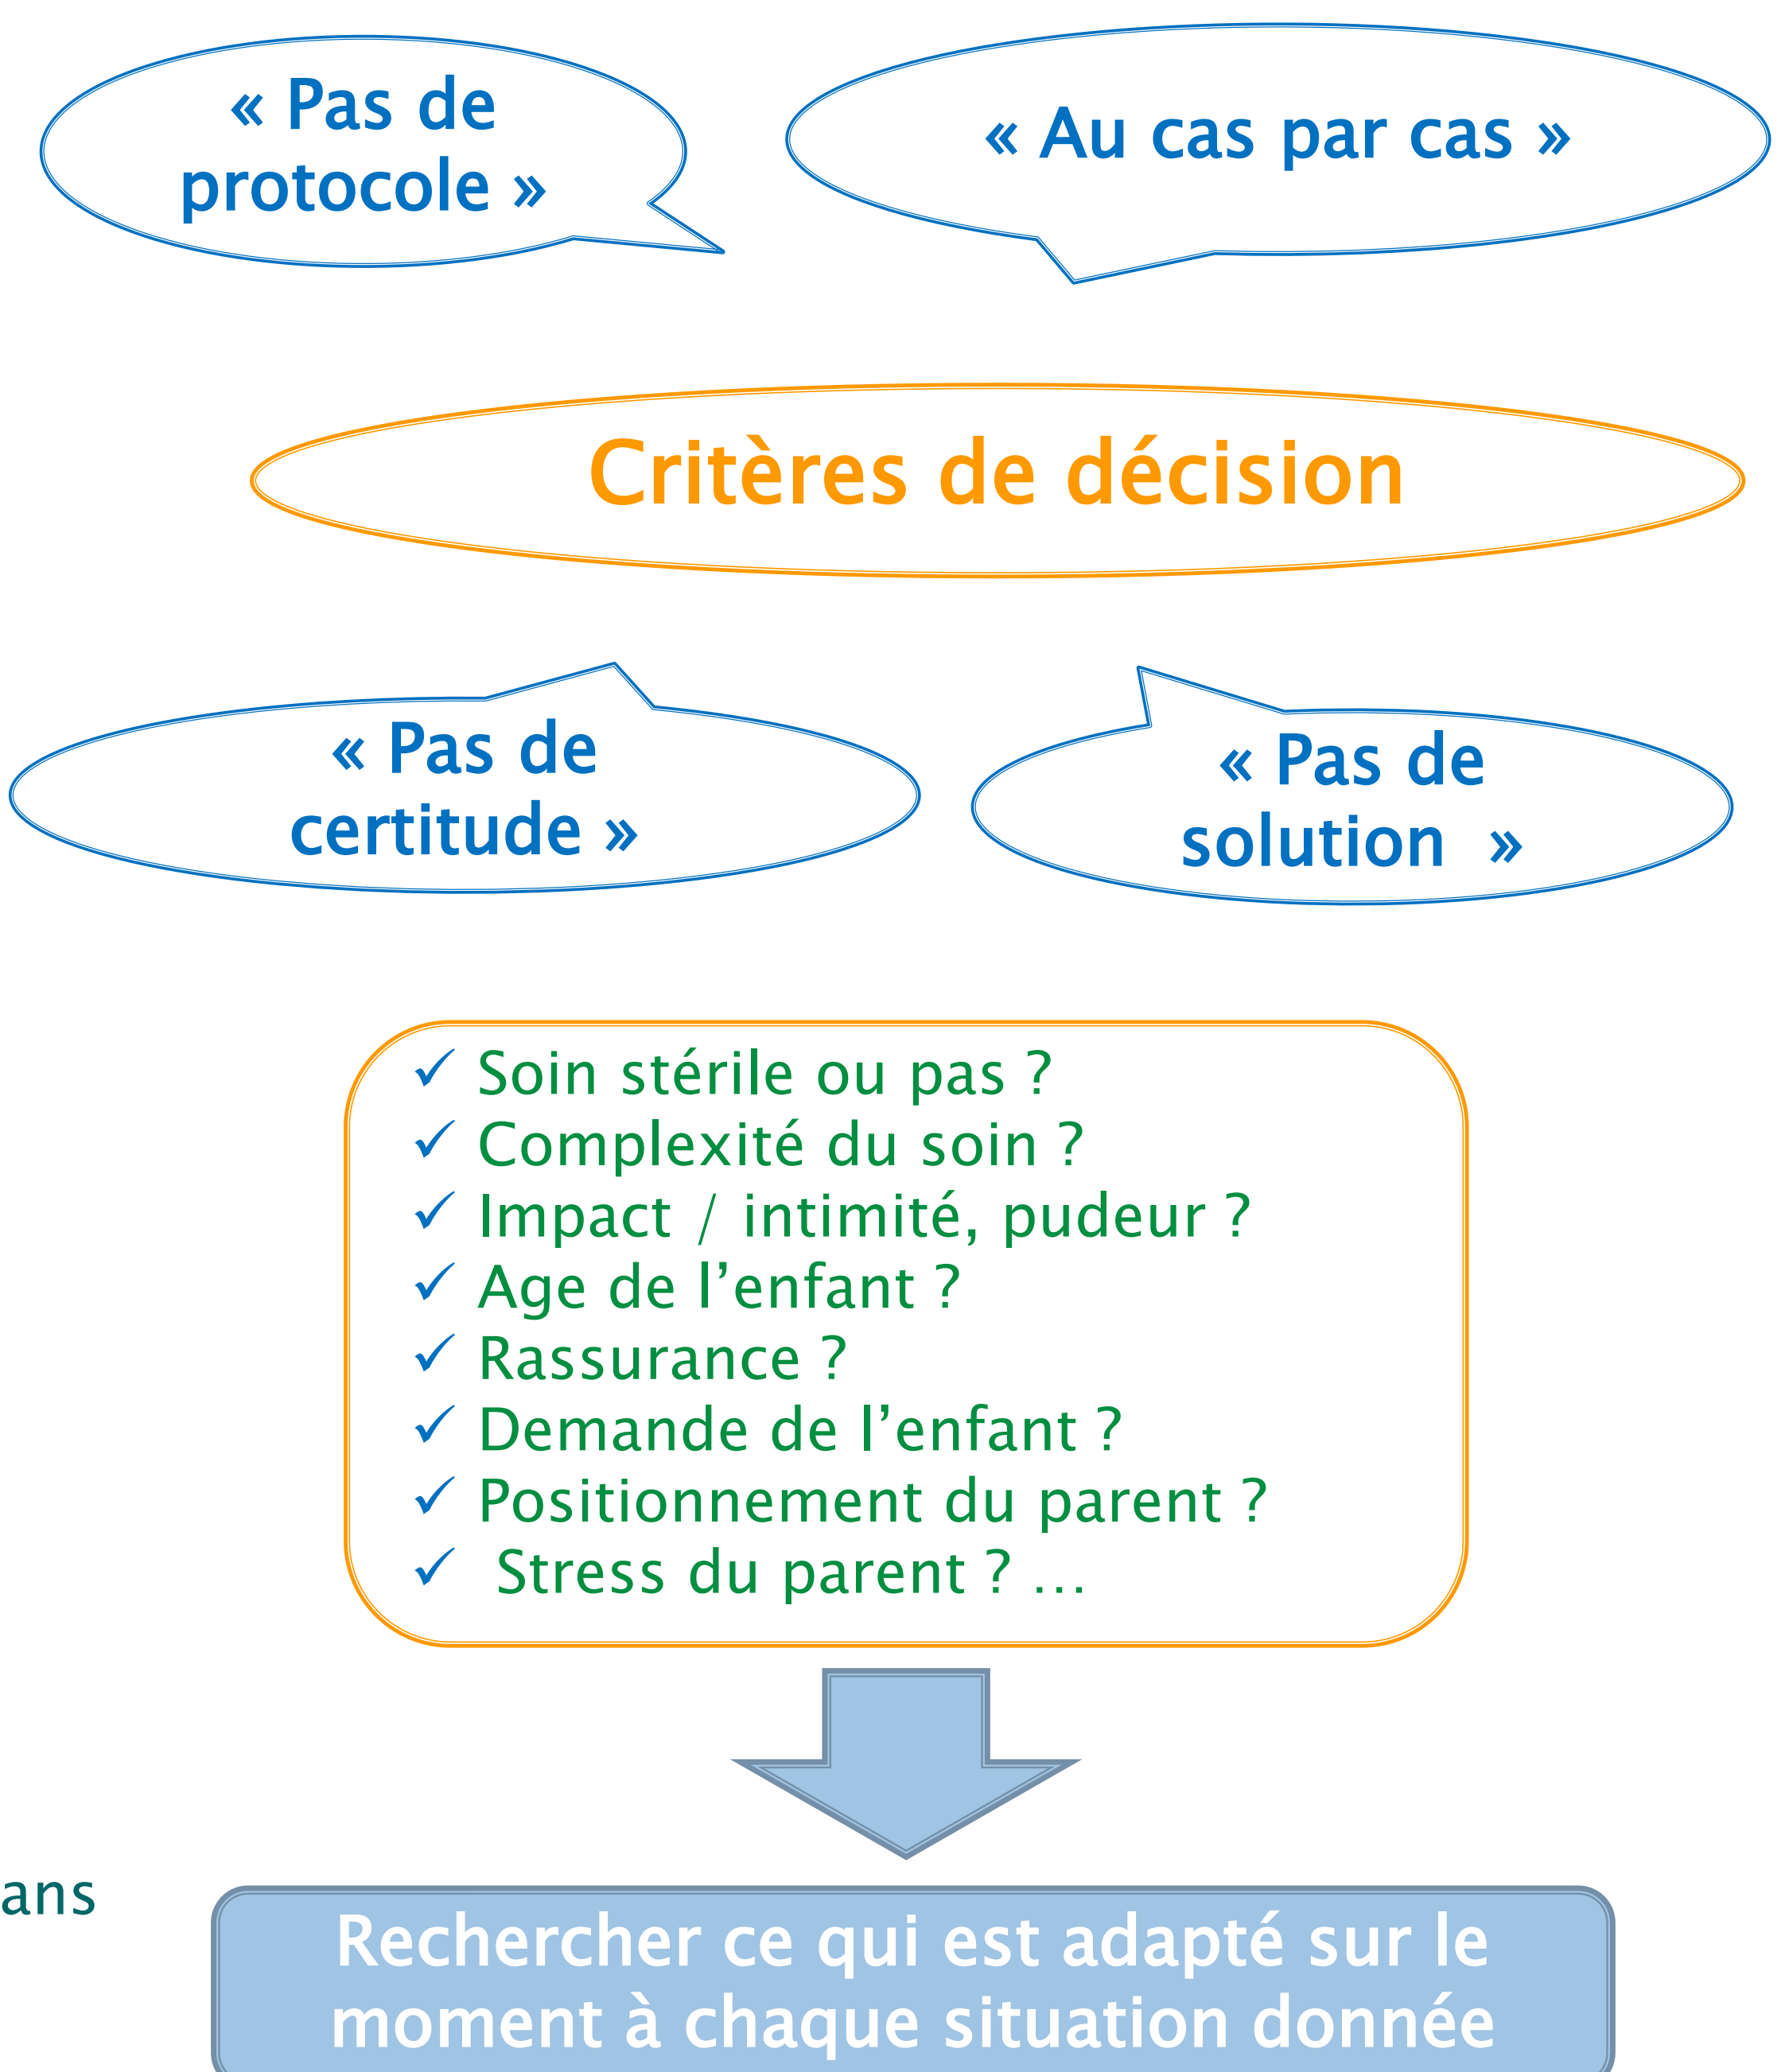 « Pas de
protocole »
« Au cas par cas »
Critères de décision
« Pas de
certitude »
« Pas de
solution »
Soin stérile ou pas ?
Complexité du soin ?
Impact / intimité, pudeur ?
Age de l’enfant ?
Rassurance ?
Demande de l’enfant ?
Positionnement du parent ?
Stress du parent ? …
ans
Rechercher ce qui est adapté sur le
moment à chaque situation donnée